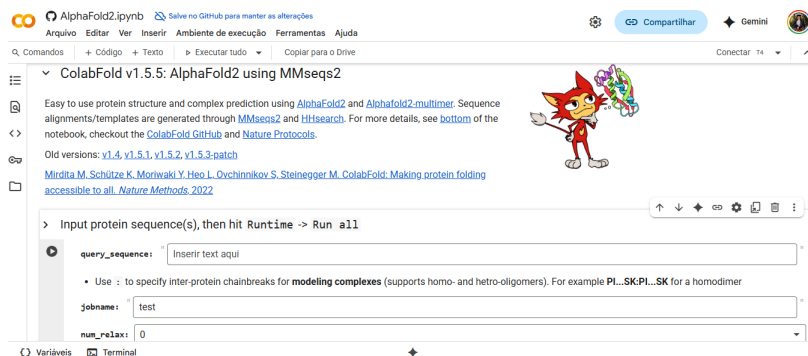 AlphaFold2.ipynb Salve no GitHub para manter as alterações
Arquivo Editar Ver Inserir Ambiente de execução Ferramentas Ajuda
Compartilhar
Gemini
Comandos + Código + Texto Executar tudo Copiar para o Drive
Conectar T4
ColabFold v1.5.5: AlphaFold2 using MMseqs2
Easy to use protein structure and complex prediction using AlphaFold2 and Alphafold2-multimer. Sequence
alignments/templates are generated through MMseqs2 and HHsearch. For more details, see bottom of the
notebook, checkout the ColabFold GitHub and Nature Protocols.
Old versions: v1.4, v1.5.1, v1.5.2, v1.5.3-patch
Mirdita M, Schütze K, Moriwaki Y, Heo L, Ovchinnikov S, Steinegger M. ColabFold: Making protein folding
accessible to all. Nature Methods, 2022
Input protein sequence(s), then hit Runtime -> Run all
query_sequence: " Inserir text aqui "
• Use : to specify inter-protein chainbreaks for modeling complexes (supports homo- and hetro-oligomers). For example PI...SK:PI...SK for a homodimer
jobname: " test "
num_relax: 0
Variáveis Terminal